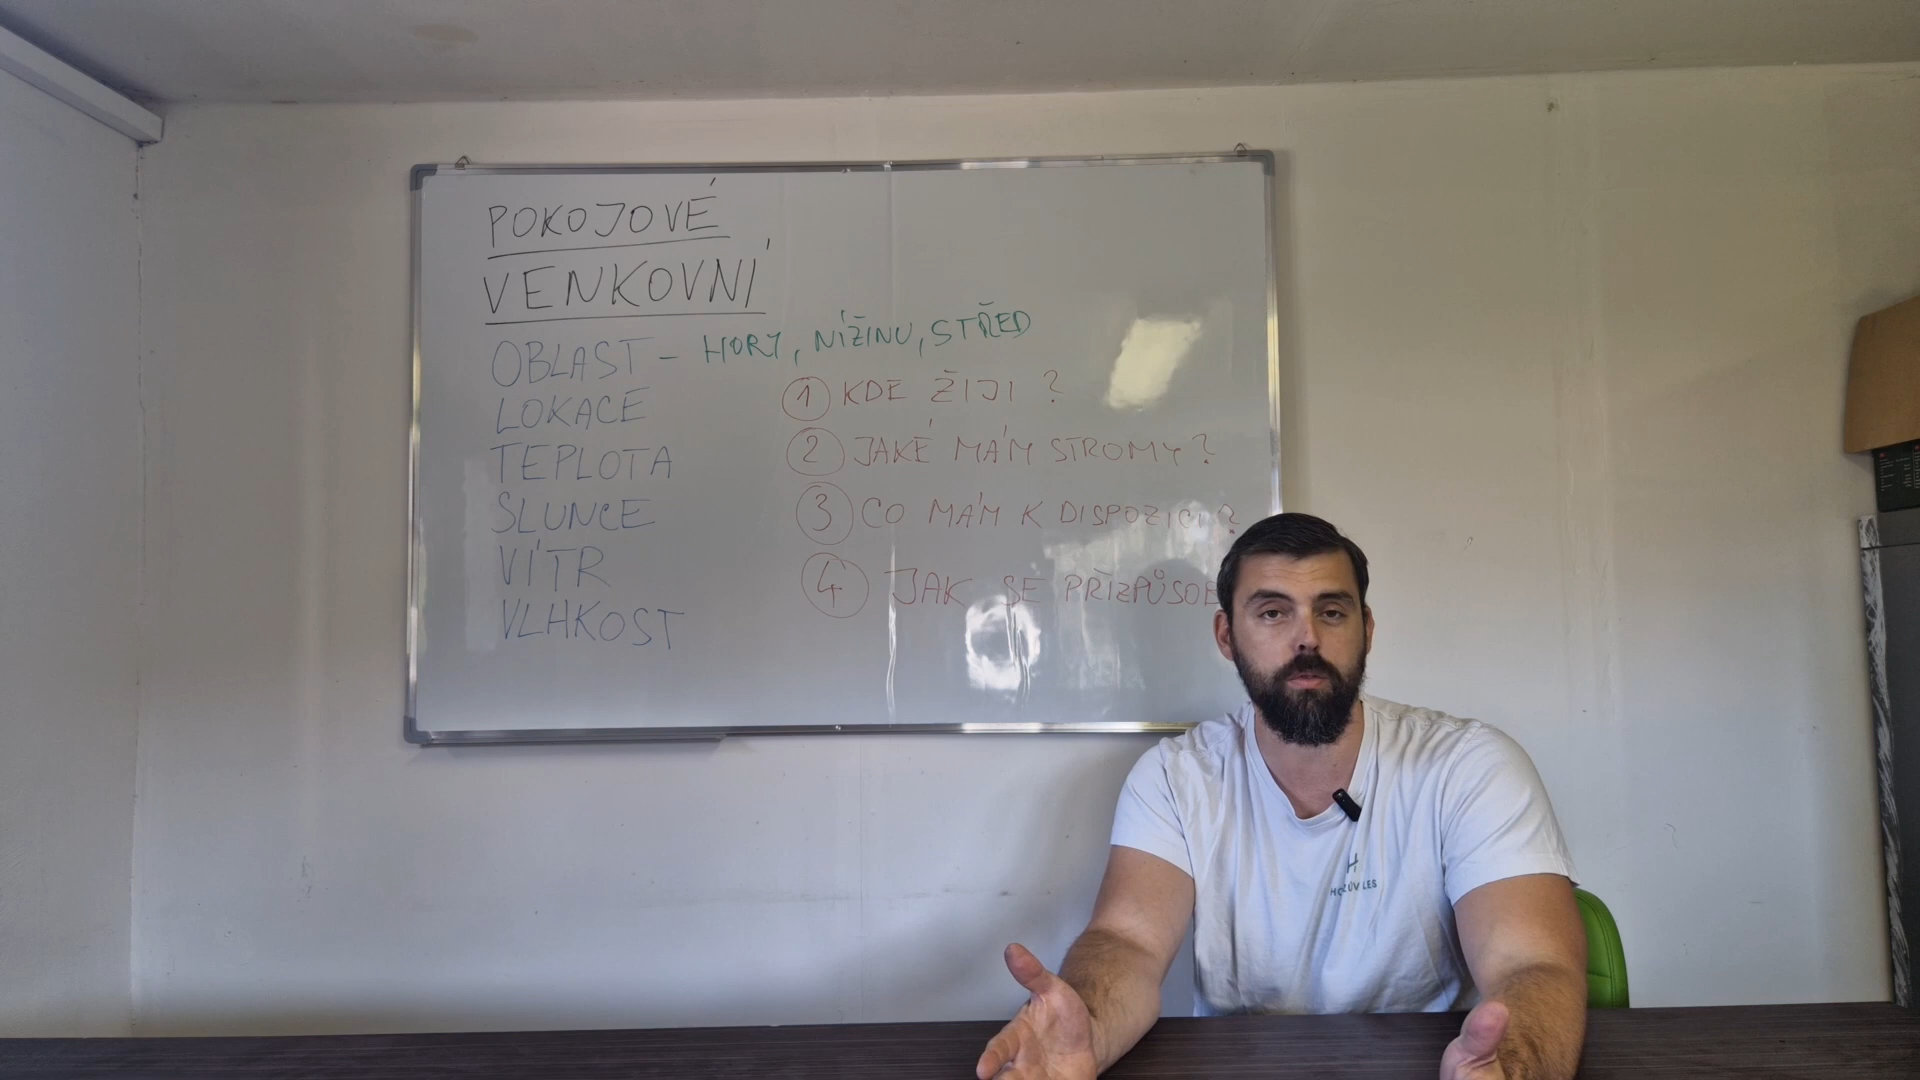 POKOJOVÉ
VENKOVNÍ
OBLAST - HORY, NÍŽINU, STŘED
LOKACE
TEPLOTA
SLUNCE
VÍTR
VLHKOST
1 KDE ŽIJI ?
2 JAKÉ MÁM STROMY ?
3 CO MÁM K DISPOZICI ?
4 JAK SE PŘIZPŮSOB
H